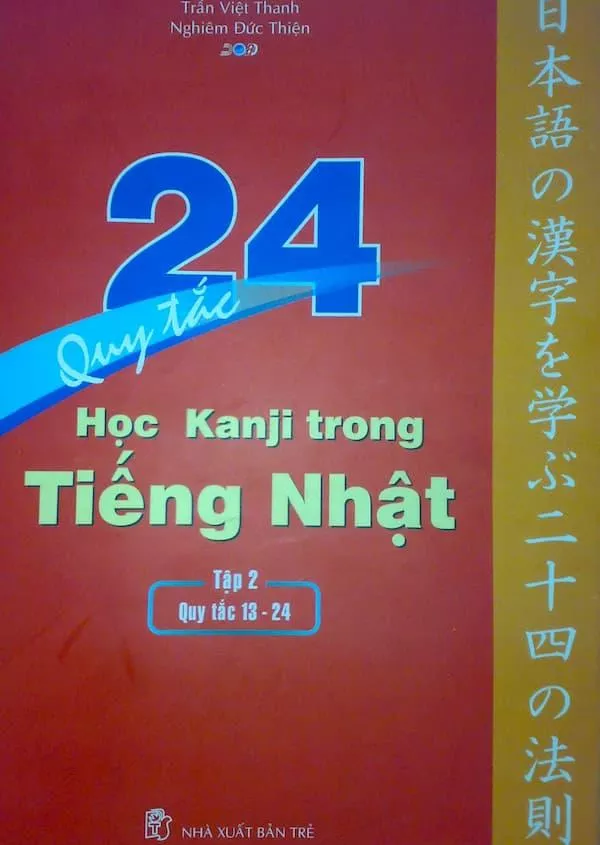 Trần Việt Thanh
Nghiêm Đức Thiện
24
Quy tắc
Học Kanji trong
Tiếng Nhật
Tập 2
Quy tắc 13 - 24
NHÀ XUẤT BẢN TRẺ
日本語の漢字を学ぶ二十四の法則